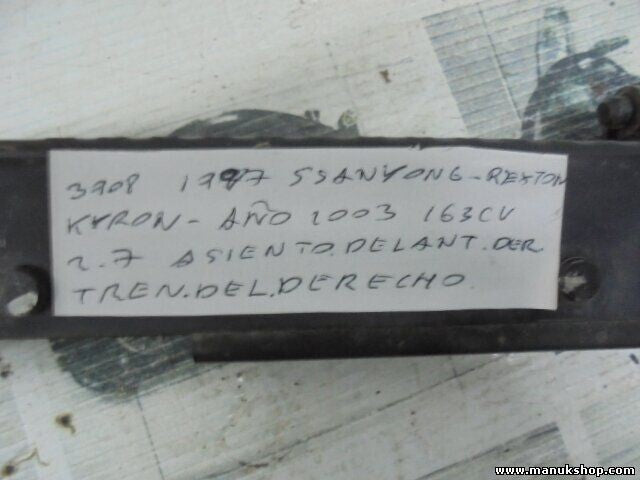 3908 1997 SSANYONG-REXTON
KYRON- AÑO 2003 163CV
2.7 ASIENTO.DELANT.DER
TREN.DEL.DERECHO.
www.manukshop.com